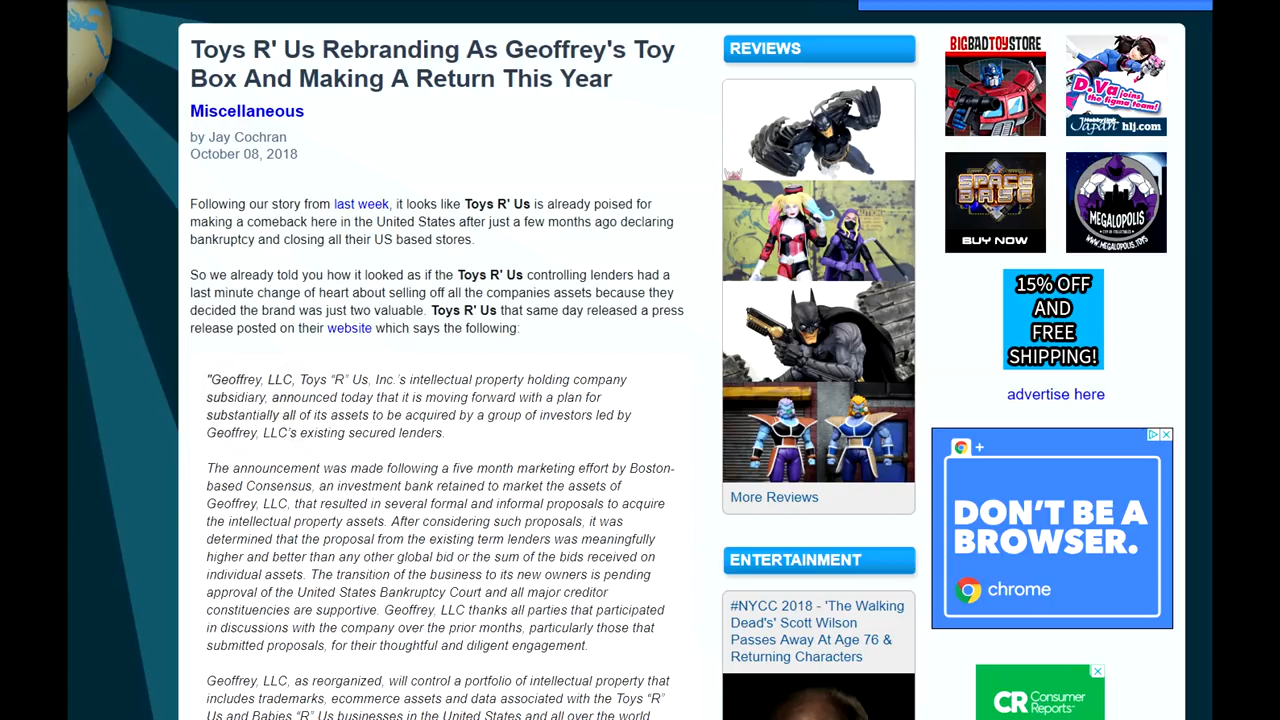 Toys R' Us Rebranding As Geoffrey's Toy
Box And Making A Return This Year
Miscellaneous
by Jay Cochran
October 08, 2018
Following our story from last week, it looks like Toys R' Us is already poised for
making a comeback here in the United States after just a few months ago declaring
bankruptcy and closing all their US based stores.
So we already told you how it looked as if the Toys R' Us controlling lenders had a
last minute change of heart about selling off all the companies assets because they
decided the brand was just two valuable. Toys R' Us that same day released a press
release posted on their website which says the following:
"Geoffrey, LLC, Toys “R” Us, Inc.’s intellectual property holding company
subsidiary, announced today that it is moving forward with a plan for
substantially all of its assets to be acquired by a group of investors led by
Geoffrey, LLC’s existing secured lenders.
The announcement was made following a five month marketing effort by Boston-
based Consensus, an investment bank retained to market the assets of
Geoffrey, LLC, that resulted in several formal and informal proposals to acquire
the intellectual property assets. After considering such proposals, it was
determined that the proposal from the existing term lenders was meaningfully
higher and better than any other global bid or the sum of the bids received on
individual assets. The transition of the business to its new owners is pending
approval of the United States Bankruptcy Court and all major creditor
constituencies are supportive. Geoffrey, LLC thanks all parties that participated
in discussions with the company over the prior months, particularly those that
submitted proposals, for their thoughtful and diligent engagement.
Geoffrey, LLC, as reorganized, will control a portfolio of intellectual property that
includes trademarks, ecommerce assets and data associated with the Toys “R”
Us and Babies “R” Us businesses in the United States and all over the world
REVIEWS
More Reviews
ENTERTAINMENT
#NYCC 2018 - 'The Walking
Dead's' Scott Wilson
Passes Away At Age 76 &
Returning Characters
BIGBADTOYSTORE
D.Va joins
the figma team!
HobbyLink
Japan hlj.com
SPACE
BASE
BUY NOW
MEGALOPOLIS
CITY OF COLLECTIBLES
WWW.MEGALOPOLIS.TOYS
15% OFF
AND
FREE
SHIPPING!
advertise here
DON'T BE A
BROWSER.
chrome
CR Consumer
Reports